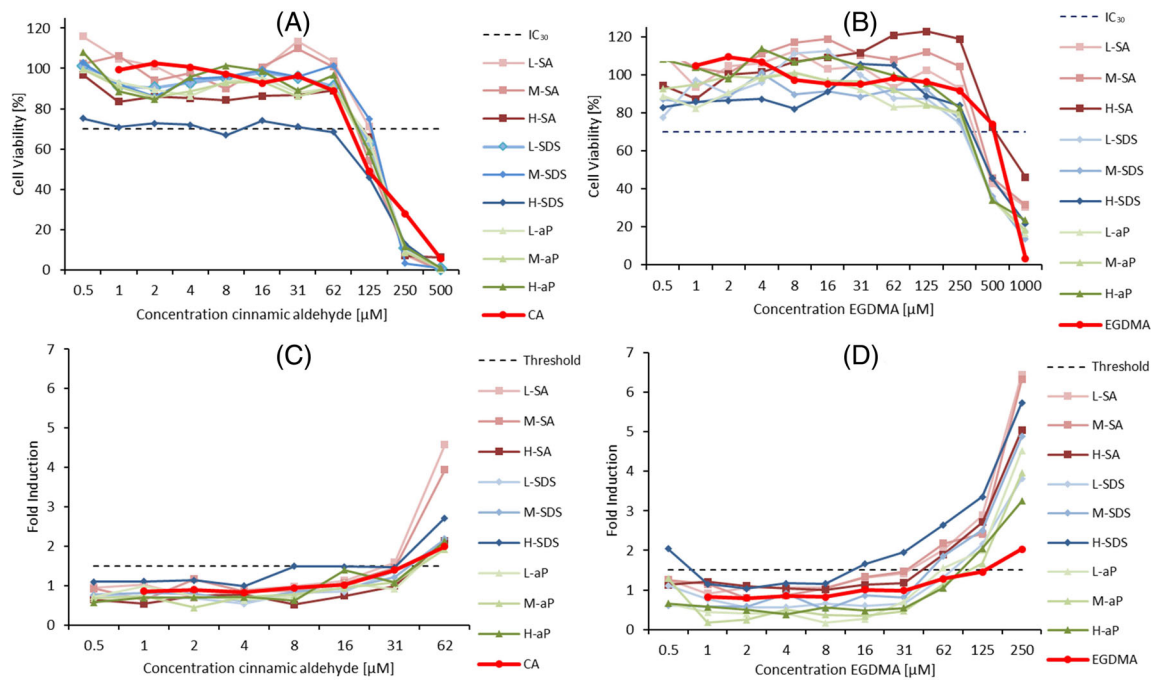 (A)
120
100
80
60
40
20
0
Cell Viability [%]
0.5 1 2 4 8 16 31 62 125 250 500
Concentration cinnamic aldehyde [µM]
IC₃₀
L-SA
M-SA
H-SA
L-SDS
M-SDS
H-SDS
L-aP
M-aP
H-aP
CA
(B)
120
100
80
60
40
20
0
Cell Viability [%]
0.5 1 2 4 8 16 31 62 125 250 500 1000
Concentration EGDMA [µM]
IC₃₀
L-SA
M-SA
H-SA
L-SDS
M-SDS
H-SDS
L-aP
M-aP
H-aP
EGDMA
(C)
7
6
5
4
3
2
1
0
Fold Induction
0.5 1 2 4 8 16 31 62
Concentration cinnamic aldehyde [µM]
Threshold
L-SA
M-SA
H-SA
L-SDS
M-SDS
H-SDS
L-aP
M-aP
H-aP
CA
(D)
7
6
5
4
3
2
1
0
Fold Induction
0.5 1 2 4 8 16 31 62 125 250
Concentration EGDMA [µM]
Threshold
L-SA
M-SA
H-SA
L-SDS
M-SDS
H-SDS
L-aP
M-aP
H-aP
EGDMA